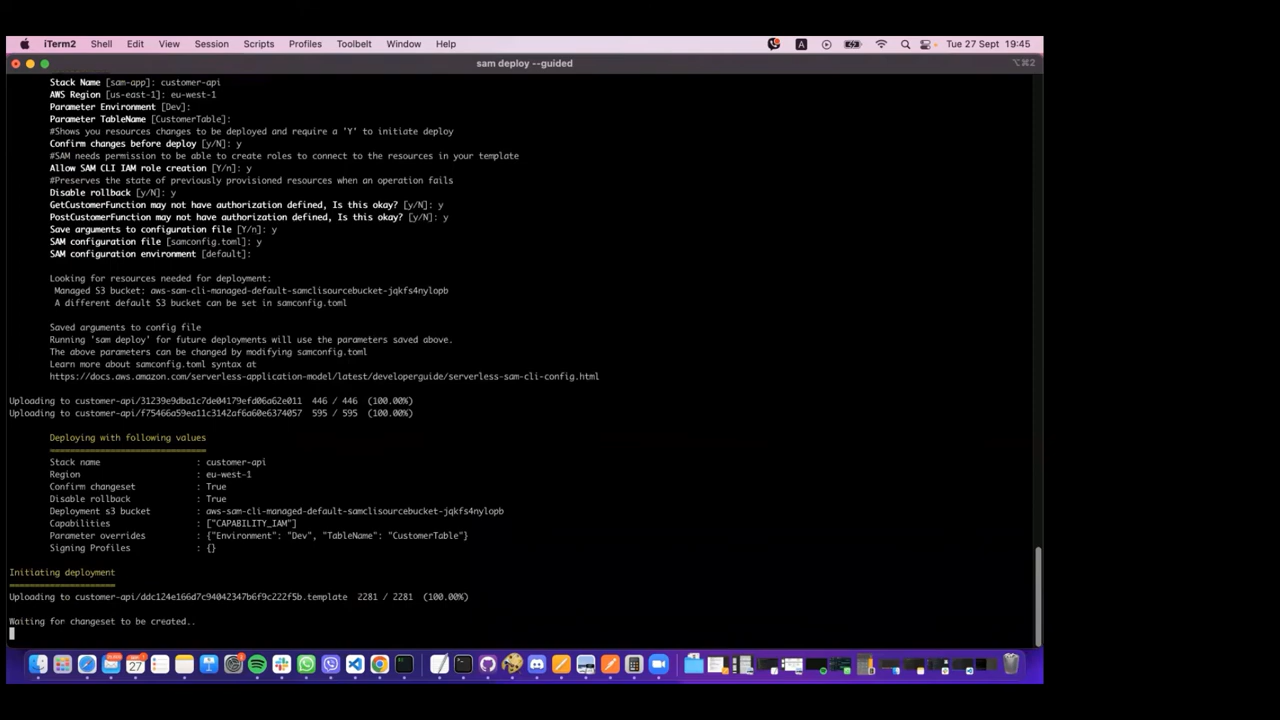 iTerm2 Shell Edit View Session Scripts Profiles Toolbelt Window Help A Tue 27 Sept 19:45
sam deploy --guided ⌥⌘2
Stack Name [sam-app]: customer-api
AWS Region [us-east-1]: eu-west-1
Parameter Environment [Dev]:
Parameter TableName [CustomerTable]:
#Shows you resources changes to be deployed and require a 'Y' to initiate deploy
Confirm changes before deploy [y/N]: y
#SAM needs permission to be able to create roles to connect to the resources in your template
Allow SAM CLI IAM role creation [Y/n]: y
#Preserves the state of previously provisioned resources when an operation fails
Disable rollback [y/N]: y
GetCustomerFunction may not have authorization defined, Is this okay? [y/N]: y
PostCustomerFunction may not have authorization defined, Is this okay? [y/N]: y
Save arguments to configuration file [Y/n]: y
SAM configuration file [samconfig.toml]: y
SAM configuration environment [default]:
Looking for resources needed for deployment:
Managed S3 bucket: aws-sam-cli-managed-default-samclisourcebucket-jqkfs4nylopb
A different default S3 bucket can be set in samconfig.toml
Saved arguments to config file
Running 'sam deploy' for future deployments will use the parameters saved above.
The above parameters can be changed by modifying samconfig.toml
Learn more about samconfig.toml syntax at
https://docs.aws.amazon.com/serverless-application-model/latest/developerguide/serverless-sam-cli-config.html
Uploading to customer-api/31239e9dba1c7de04179efd06a62e011 446 / 446 (100.00%)
Uploading to customer-api/f75466a59ea11c3142af6a60e6374057 595 / 595 (100.00%)
Deploying with following values
===============================
Stack name : customer-api
Region : eu-west-1
Confirm changeset : True
Disable rollback : True
Deployment s3 bucket : aws-sam-cli-managed-default-samclisourcebucket-jqkfs4nylopb
Capabilities : ["CAPABILITY_IAM"]
Parameter overrides : {"Environment": "Dev", "TableName": "CustomerTable"}
Signing Profiles : {}
Initiating deployment
=====================
Uploading to customer-api/ddc124e166d7c94042347b6f9c222f5b.template 2281 / 2281 (100.00%)
Waiting for changeset to be created..
27